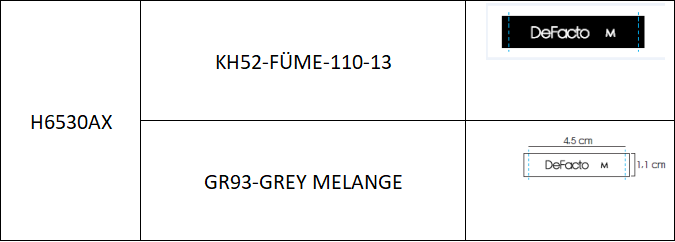 H6530AX
KH52-FÜME-110-13
DeFacto M
GR93-GREY MELANGE
4.5 cm
DeFacto M
1.1 cm